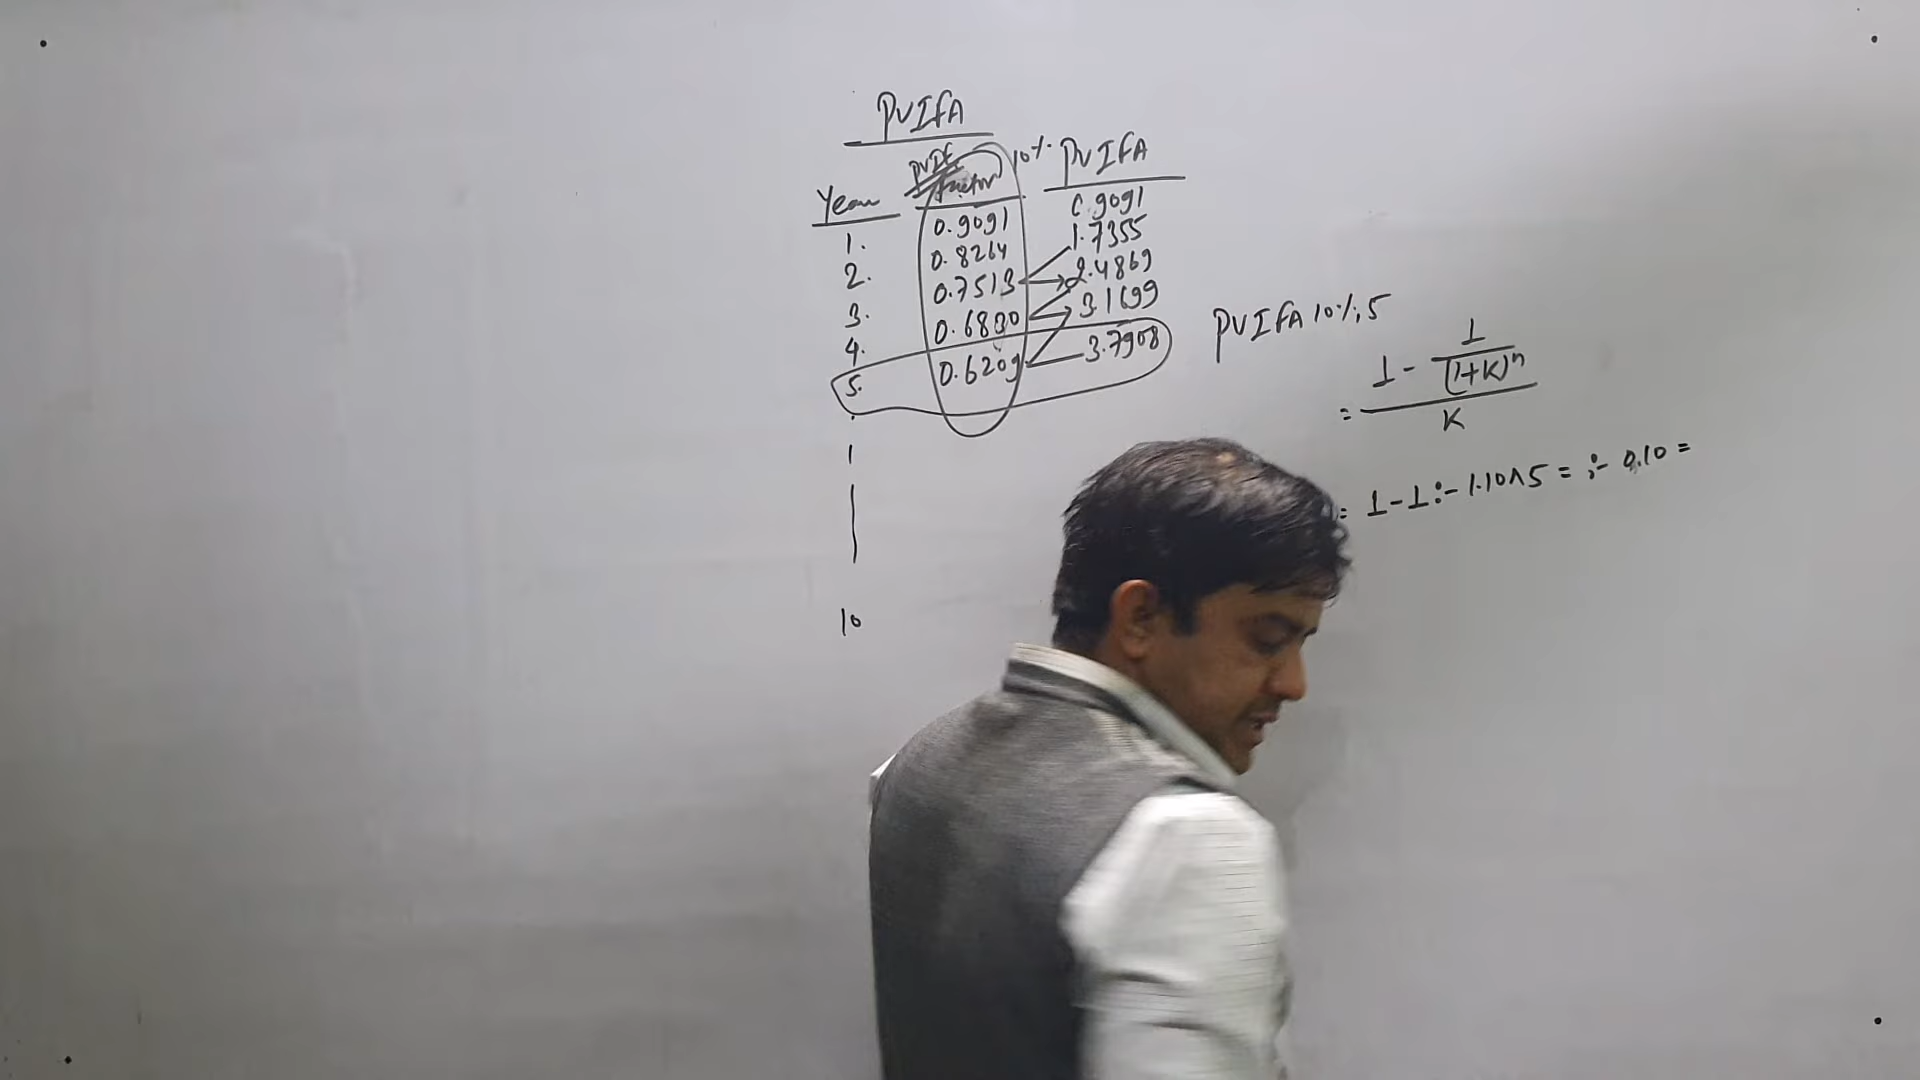 PVIFA
Year PVIF factor 10% PVIFA
1. 0.9091 0.9091
2. 0.8264 1.7355
3. 0.7513 2.4869
4. 0.6830 3.1699
5. 0.6209 3.7908
10
PVIFA 10%,5
= 1 - 1/(1+K)ⁿ / K
= 1-1÷1.10^5 = ÷ 0.10 =